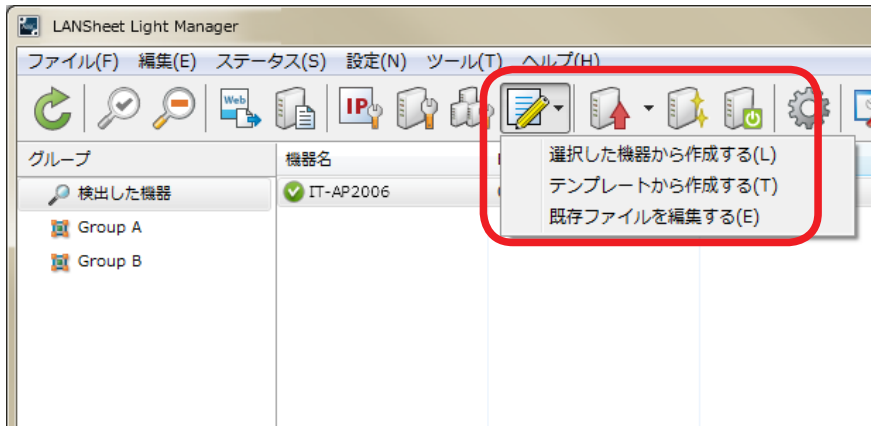 LANSheet Light Manager
ファイル(F) 編集(E) ステータス(S) 設定(N) ツール(T) ヘルプ(H)
Web
IP
グループ 機器名
選択した機器から作成する(L)
検出した機器 IT-AP2006
テンプレートから作成する(T)
Group A
既存ファイルを編集する(E)
Group B